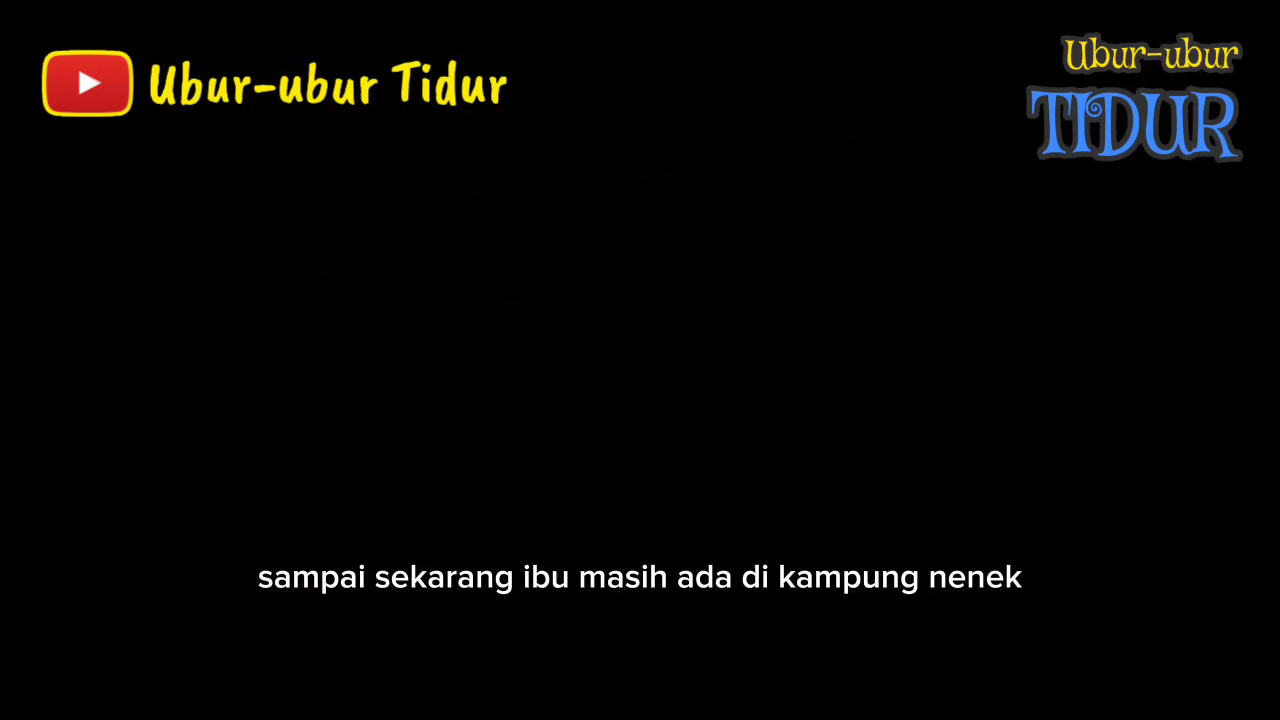 Ubur-ubur Tidur
Ubur-ubur
TIDUR
sampai sekarang ibu masih ada di kampung nenek